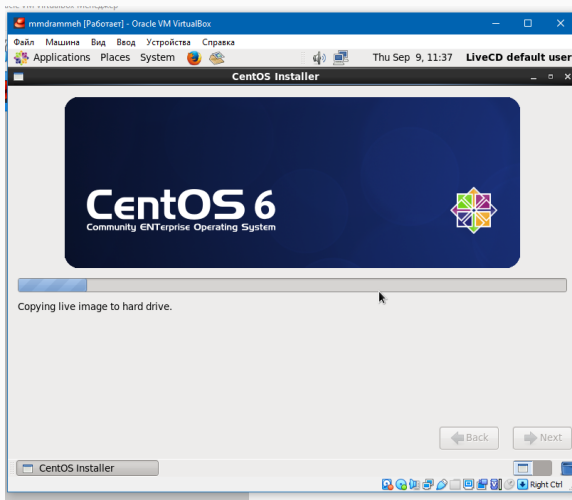 mmdrammeh [Работает] - Oracle VM VirtualBox
Файл Машина Вид Ввод Устройства Справка
Applications Places System Thu Sep 9, 11:37 LiveCD default user
CentOS Installer
CentOS 6
Community ENTerprise Operating System
Copying live image to hard drive.
Back Next
CentOS Installer
Right Ctrl